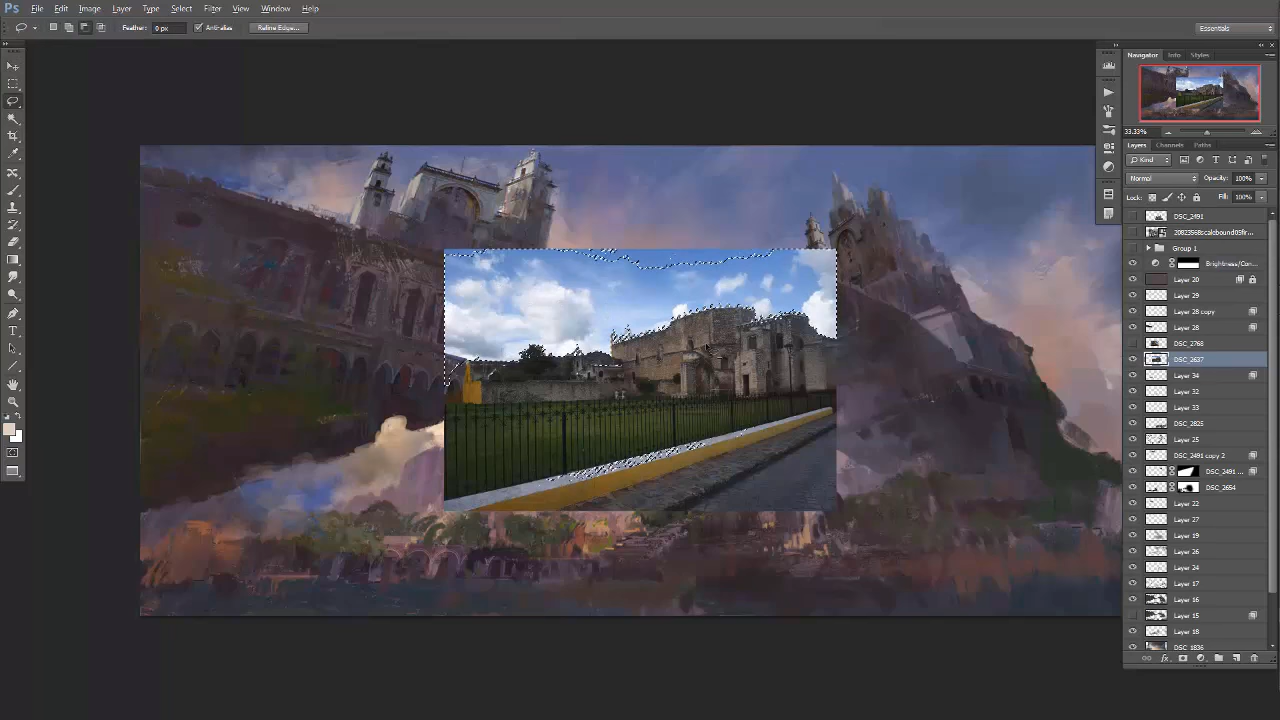 Ps File Edit Image Layer Type Select Filter View Window Help
Feather: 0 px Anti-alias Refine Edge... Essentials
Navigator Info Styles
33.33%
Layers Channels Paths
Kind
Normal Opacity: 100%
Lock: Fill: 100%
DSC_2491
Group 1
Brightness/Con...
Layer 20
Layer 29
Layer 28 copy
Layer 28
DSC_2768
DSC_2637
Layer 34
Layer 32
Layer 33
DSC_2825
Layer 25
DSC_2491 copy 2
DSC_2491 ...
DSC_2654
Layer 22
Layer 27
Layer 19
Layer 26
Layer 24
Layer 17
Layer 16
Layer 15
Layer 18
DSC_1836